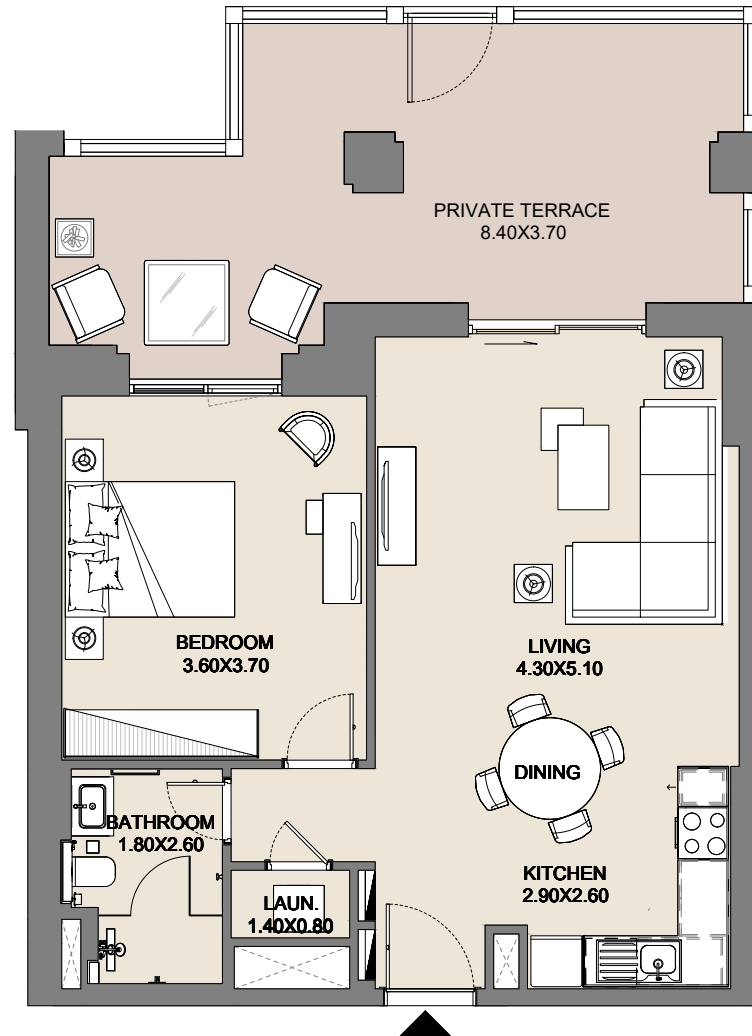 PRIVATE TERRACE
8.40X3.70
BEDROOM
3.60X3.70
LIVING
4.30X5.10
DINING
BATHROOM
1.80X2.60
KITCHEN
2.90X2.60
LAUN.
1.40X0.80